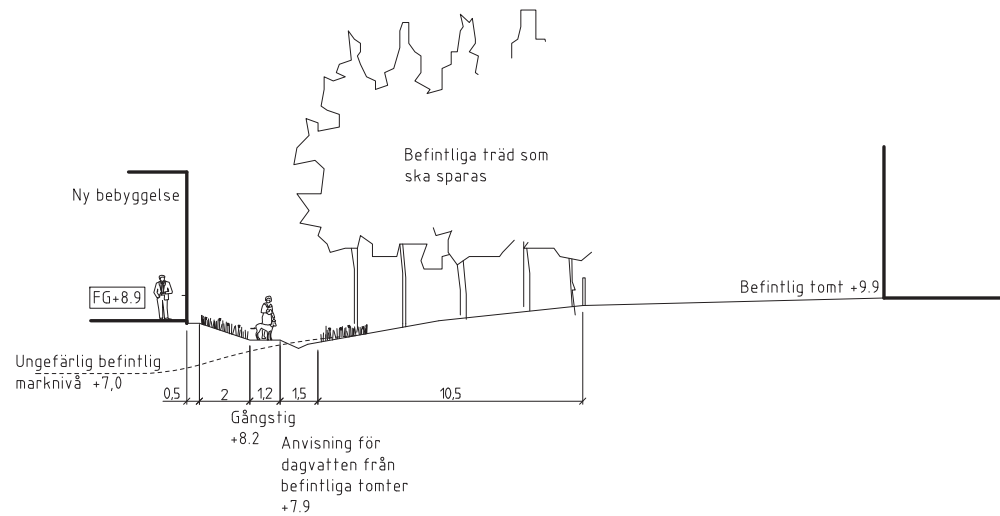 Befintliga träd som
ska sparas
Ny bebyggelse
FG+8.9
Befintlig tomt +9.9
Ungefärlig befintlig
marknivå +7,0
0,5 2 1,2 1,5 10,5
Gångstig
+8.2
Anvisning för
dagvatten från
befintliga tomter
+7.9